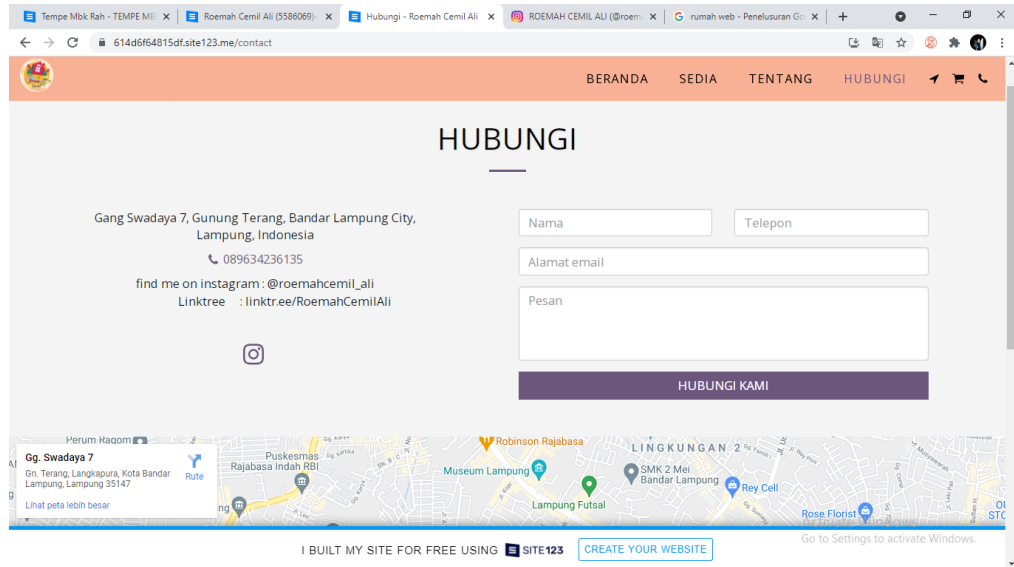 Tempe Mbk Rah - TEMPE MB
Roemah Cemil Ali (5586069)-
Hubungi - Roemah Cemil Ali
ROEMAH CEMIL ALI (@roem
rumah web - Penelusuran Go
614d6f64815df.site123.me/contact
BERANDA SEDIA TENTANG HUBUNGI
HUBUNGI
Gang Swadaya 7, Gunung Terang, Bandar Lampung City,
Lampung, Indonesia
089634236135
find me on instagram : @roemahcemil_ali
Linktree : linktr.ee/RoemahCemilAli
Nama
Telepon
Alamat email
Pesan
HUBUNGI KAMI
Gg. Swadaya 7
Gn. Terang, Langkapura, Kota Bandar
Lampung, Lampung 35147
Lihat peta lebih besar
Rute
Perum Ragom
Puskesmas
Rajabasa Indah RBI
Robinson Rajabasa
Museum Lampung
LINGKUNGAN 2
SMK 2 Mei
Bandar Lampung
Rey Cell
Lampung Futsal
Rose Florist
Activate Windows
Go to Settings to activate Windows.
I BUILT MY SITE FOR FREE USING SITE123
CREATE YOUR WEBSITE